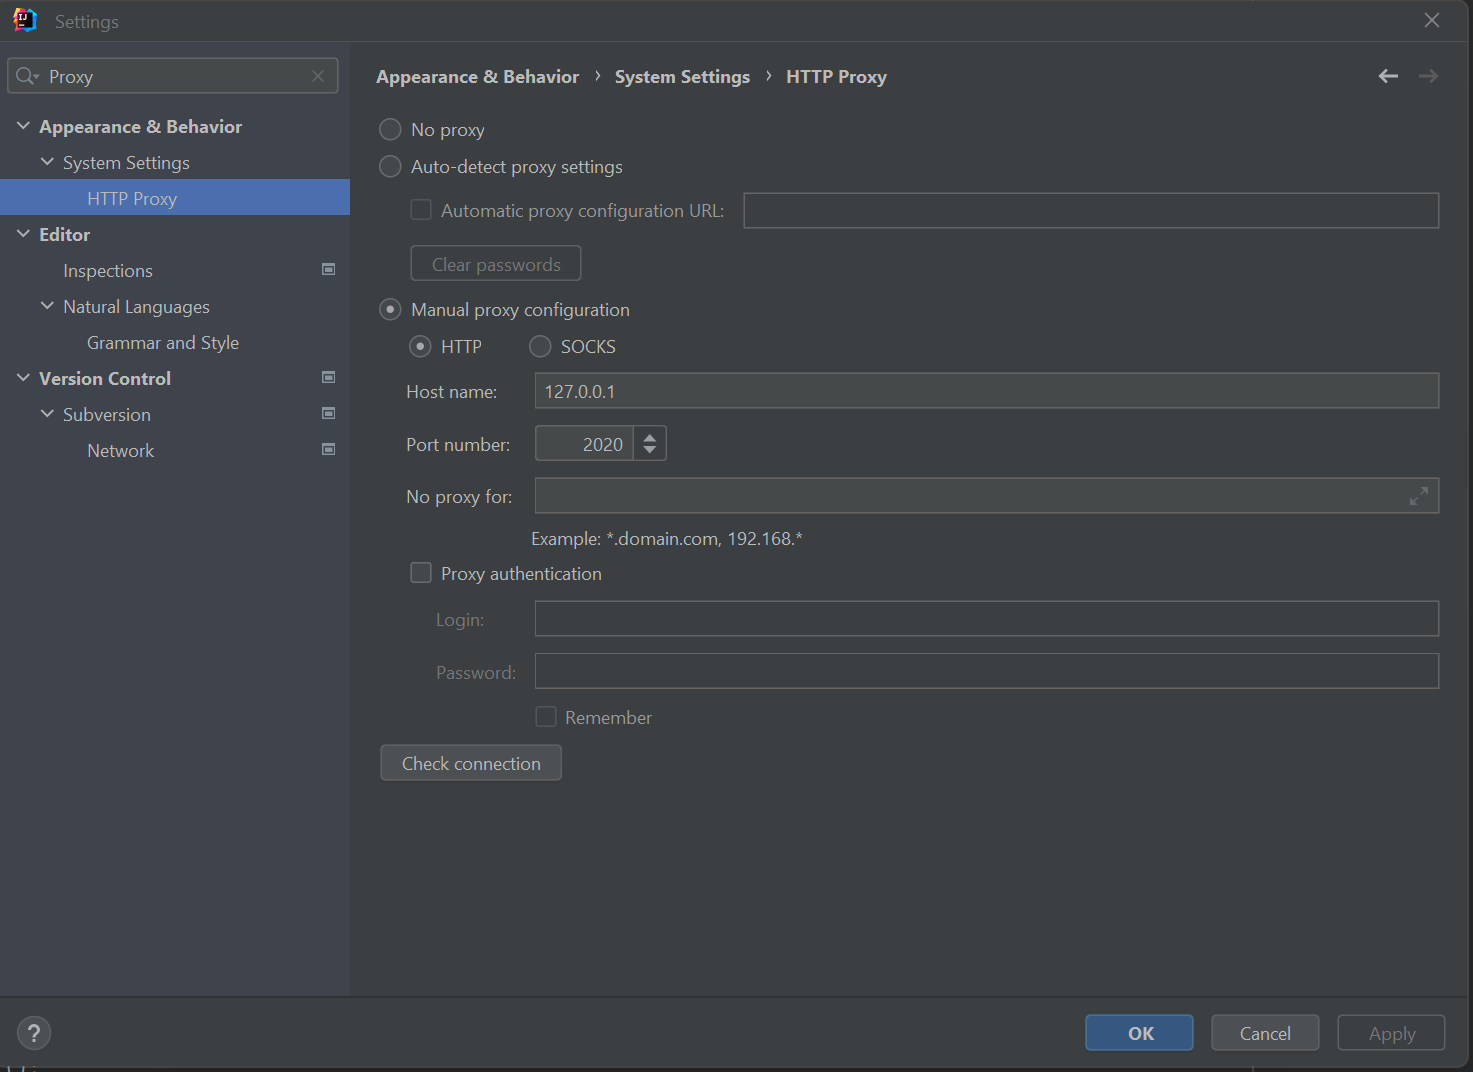 Settings
Proxy
Appearance & Behavior
System Settings
HTTP Proxy
Editor
Inspections
Natural Languages
Grammar and Style
Version Control
Subversion
Network
Appearance & Behavior › System Settings › HTTP Proxy
No proxy
Auto-detect proxy settings
Automatic proxy configuration URL:
Clear passwords
Manual proxy configuration
HTTP SOCKS
Host name: 127.0.0.1
Port number: 2020
No proxy for:
Example: *.domain.com, 192.168.*
Proxy authentication
Login:
Password:
Remember
Check connection
? OK Cancel Apply